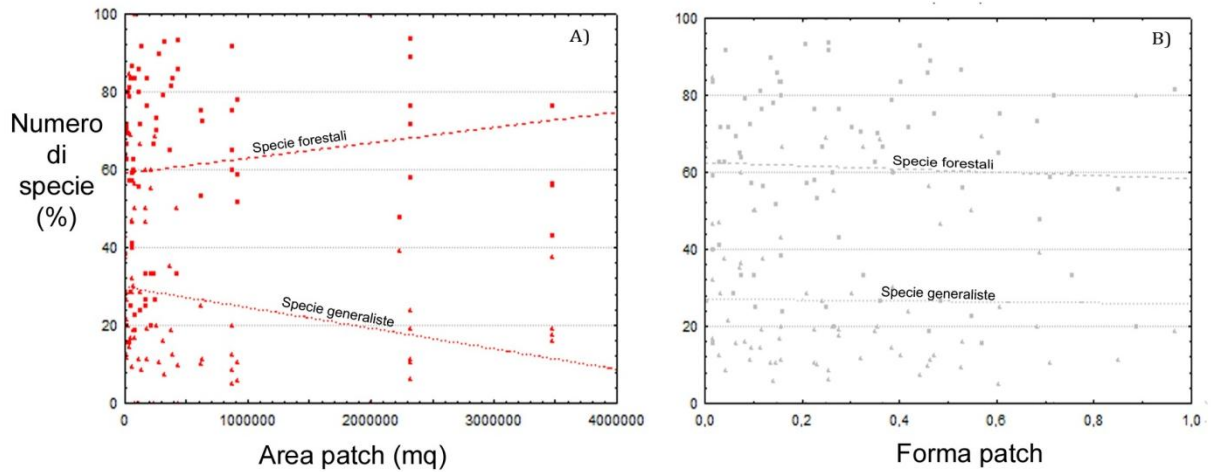 100
80
60
40
20
0
A)
Specie forestali
Specie generaliste
Numero
di
specie
(%)
0
1000000
2000000
3000000
4000000
Area patch (mq)
100
80
60
40
20
0
B)
Specie forestali
Specie generaliste
0,0
0,2
0,4
0,6
0,8
1,0
Forma patch